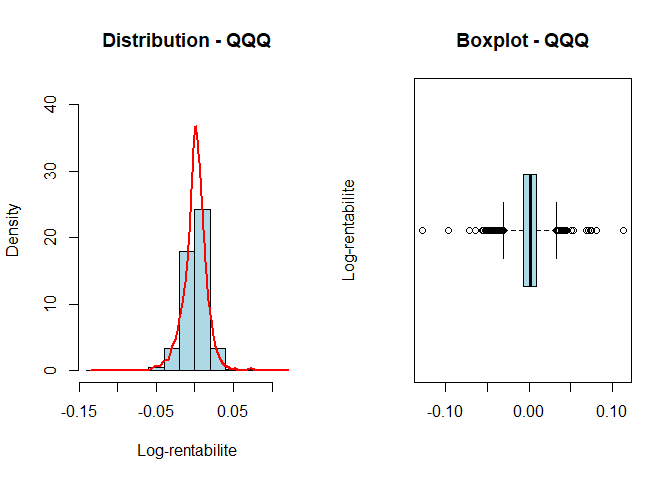 Distribution - QQQ
Density
0 10 20 30 40
-0.15 -0.05 0.05
Log-rentabilite
Boxplot - QQQ
Log-rentabilite
-0.10 0.00 0.10